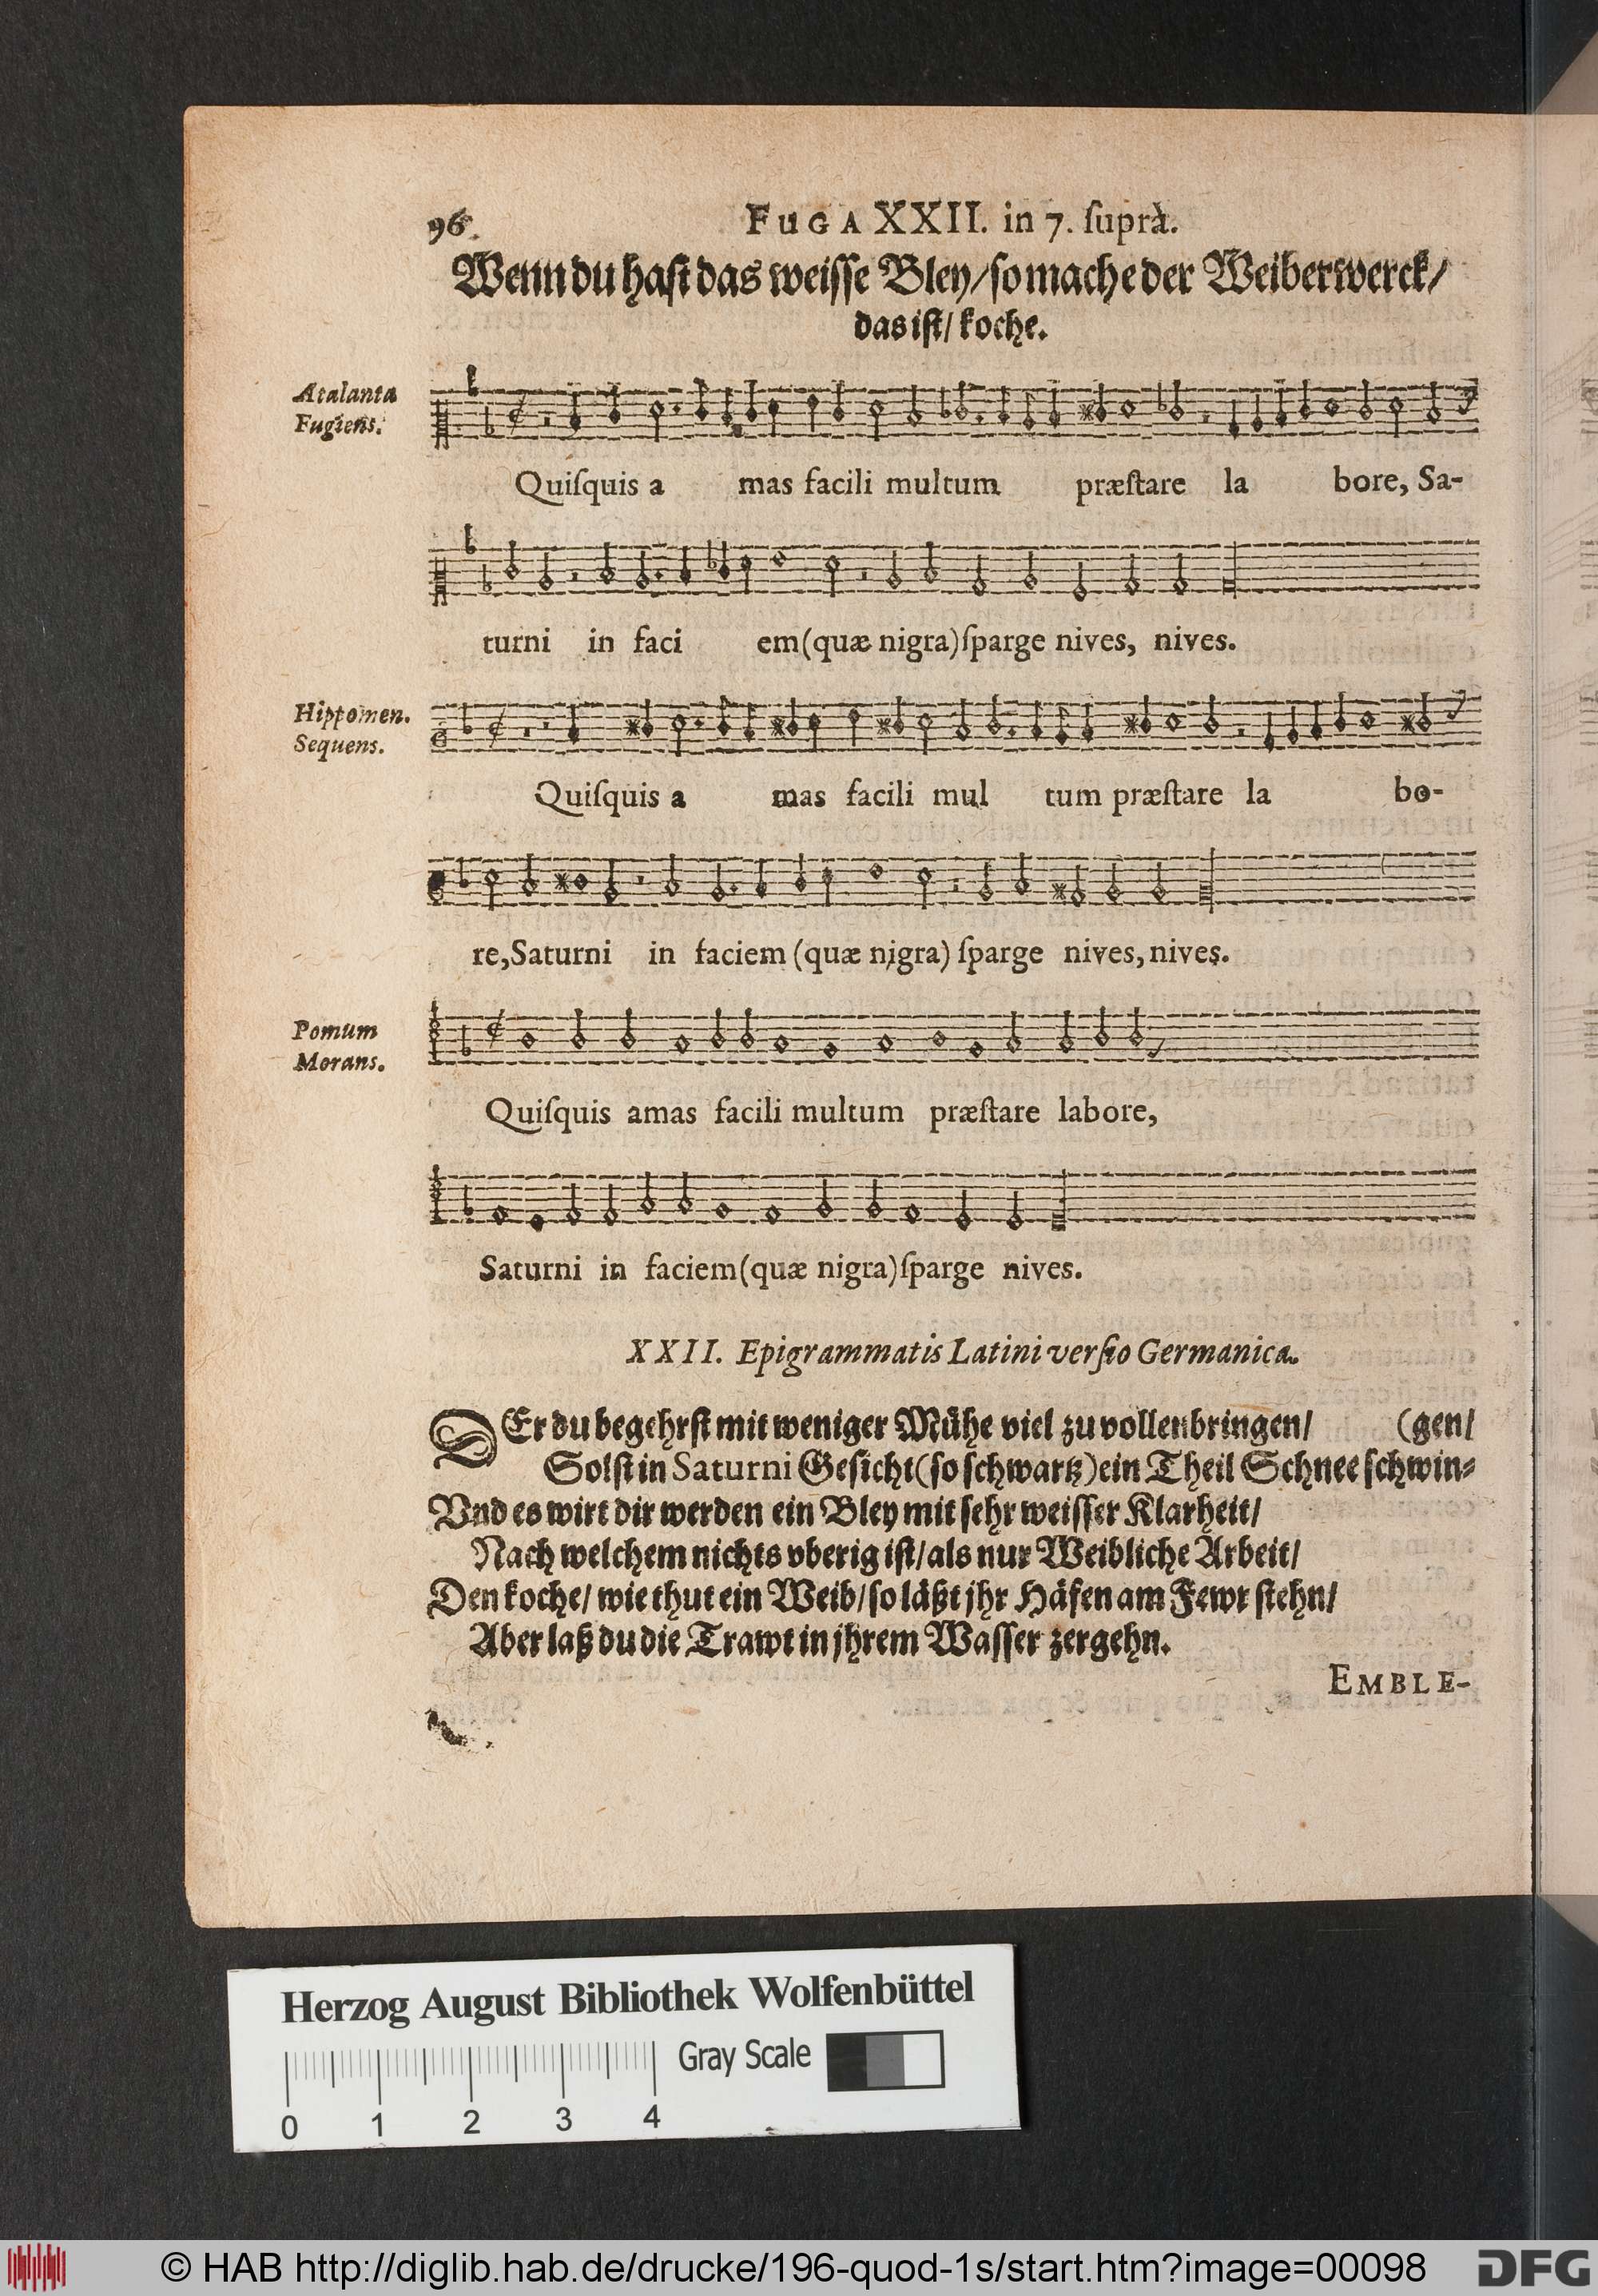 96.
FUGA XXII. in 7. ſuprà.
Wenn du haſt das weiſſe Bley/ſo mache der Weiberwerck/
das iſt/ koche.
Atalanta
Fugiens.
Quiſquis a mas facili multum præſtare la bore, Sa-
turni in faci em(quæ nigra)ſparge nives, nives.
Hippomen.
Sequens.
Quiſquis a mas facili mul tum præſtare la bo-
re,Saturni in faciem (quæ nigra) ſparge nives, nives.
Pomum
Morans.
Quiſquis amas facili multum præſtare labore,
Saturni in faciem(quæ nigra)ſparge nives.
XXII. Epigrammatis Latini verſio Germanica.
DEr du begehrſt mit weniger Mühe viel zu vollenbringen/ (gen/
Solſt in Saturni Geſicht(ſo ſchwartz)ein Theil Schnee ſchwin=
Vnd es wirt dir werden ein Bley mit ſehr weiſſer Klarheit/
Nach welchem nichts vberig iſt/als nur Weibliche Arbeit/
Den koche/ wie thut ein Weib/ſo läßt jhr Häfen am Fewr ſtehn/
Aber laß du die Trawt in jhrem Waſſer zergehn.
EMBLE-
Herzog August Bibliothek Wolfenbüttel
Gray Scale
0 1 2 3 4
© HAB http://diglib.hab.de/drucke/196-quod-1s/start.htm?image=00098
DFG